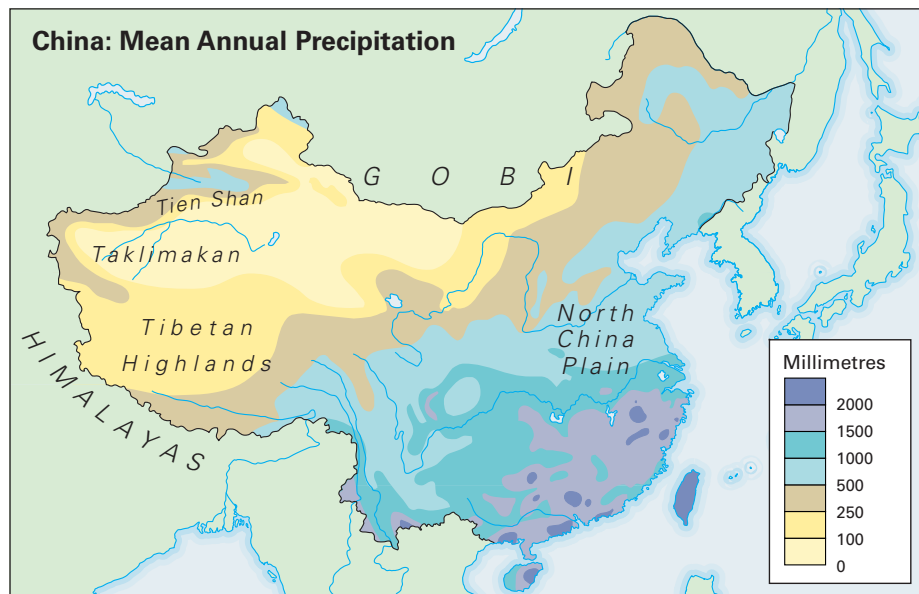 China: Mean Annual Precipitation
G O B I
Tien Shan
Taklimakan
Tibetan
Highlands
HIMALAYAS
North
China
Plain
Millimetres
2000
1500
1000
500
250
100
0